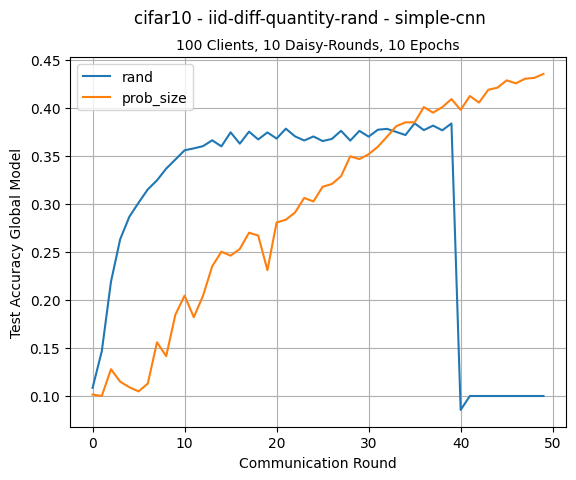 cifar10 - iid-diff-quantity-rand - simple-cnn
100 Clients, 10 Daisy-Rounds, 10 Epochs
rand
prob_size
Test Accuracy Global Model
0.45
0.40
0.35
0.30
0.25
0.20
0.15
0.10
0 10 20 30 40 50
Communication Round